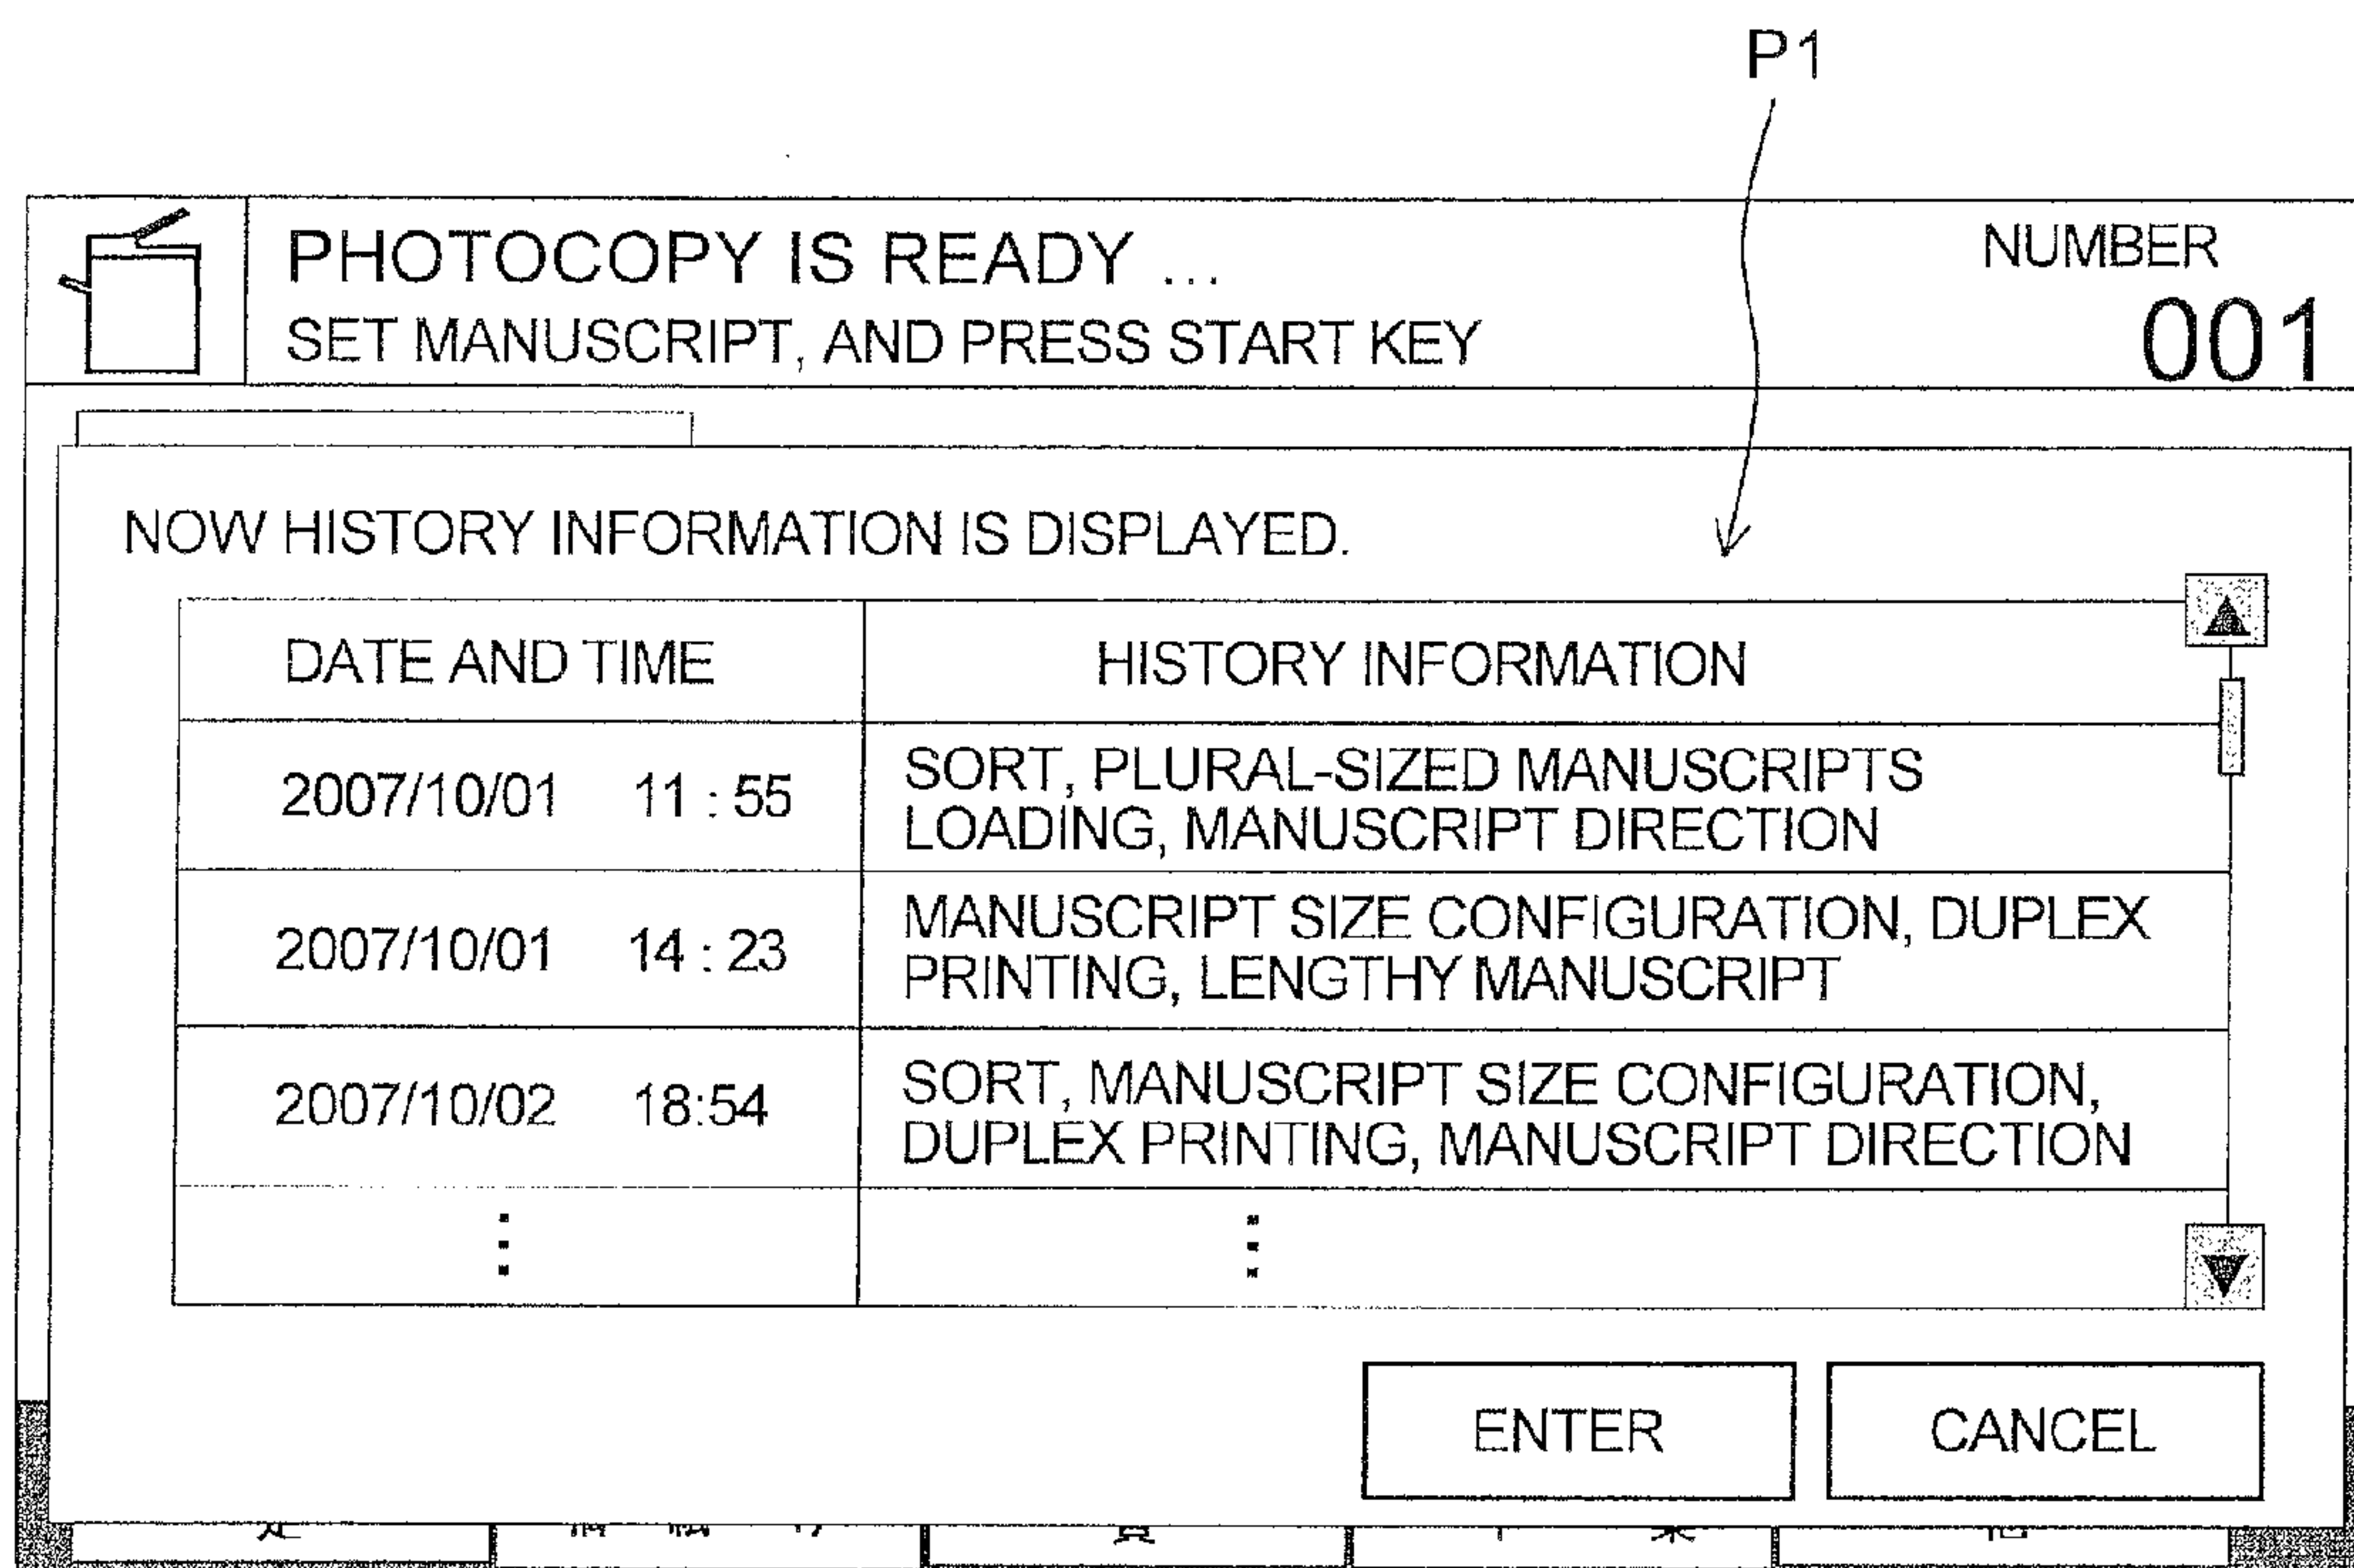 P1
PHOTOCOPY IS READY ...
SET MANUSCRIPT, AND PRESS START KEY
NUMBER
001
NOW HISTORY INFORMATION IS DISPLAYED.
DATE AND TIME
HISTORY INFORMATION
2007/10/01 11 : 55
SORT, PLURAL-SIZED MANUSCRIPTS
LOADING, MANUSCRIPT DIRECTION
2007/10/01 14 : 23
MANUSCRIPT SIZE CONFIGURATION, DUPLEX
PRINTING, LENGTHY MANUSCRIPT
2007/10/02 18:54
SORT, MANUSCRIPT SIZE CONFIGURATION,
DUPLEX PRINTING, MANUSCRIPT DIRECTION
ENTER
CANCEL